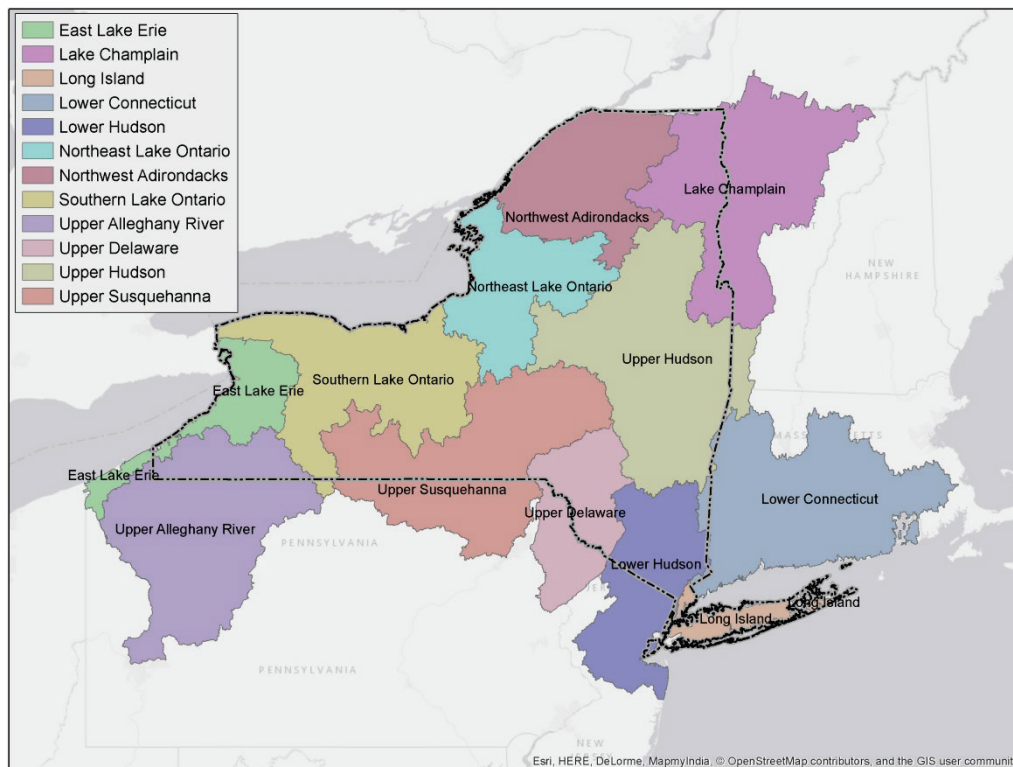 East Lake Erie
Lake Champlain
Long Island
Lower Connecticut
Lower Hudson
Northeast Lake Ontario
Northwest Adirondacks
Southern Lake Ontario
Upper Alleghany River
Upper Delaware
Upper Hudson
Upper Susquehanna
Lake Champlain
Northwest Adirondacks
NEW
HAMPSHIRE
Northeast Lake Ontario
Upper Hudson
Southern Lake Ontario
East Lake Erie
East Lake Erie
Upper Susquehanna
Lower Connecticut
Upper Delaware
Upper Alleghany River
PENNSYLVANIA
Lower Hudson
Long Island
Long Island
PENNSYLVANIA
NEW
JERSEY
Esri, HERE, DeLorme, MapmyIndia, © OpenStreetMap contributors, and the GIS user communit